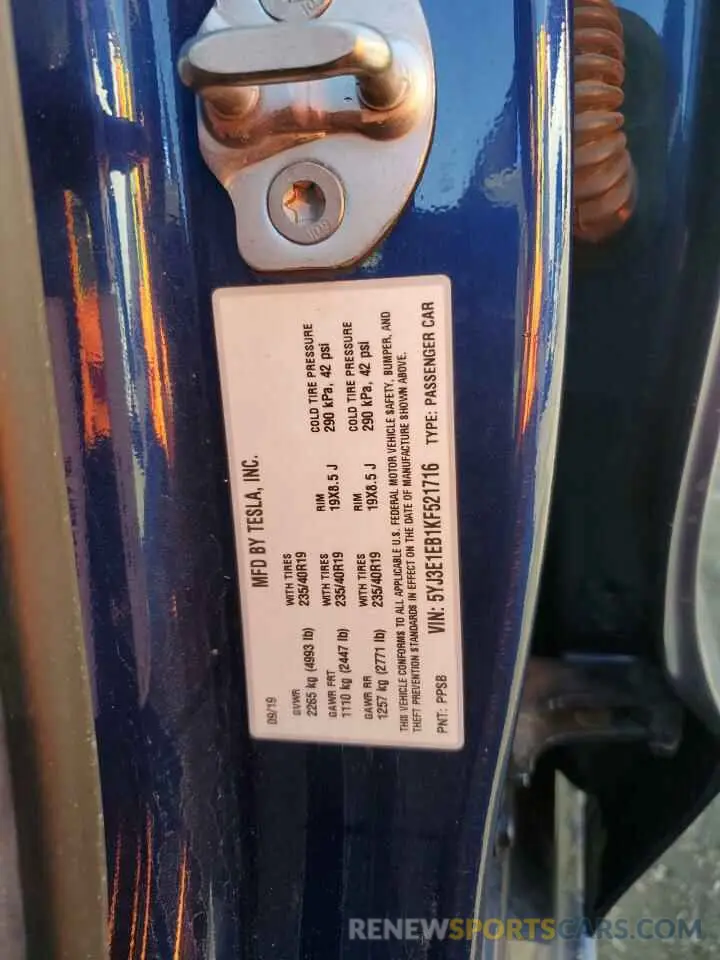 MFD BY TESLA, INC.
09/19
GVWR
2265 kg (4993 lb)
WITH TIRES
235/40R19
RIM
19X8.5 J
COLD TIRE PRESSURE
290 kPa, 42 psi
GAWR FRT
1110 kg (2447 lb)
WITH TIRES
235/40R19
COLD TIRE PRESSURE
290 kPa, 42 psi
GAWR RR
1257 kg (2771 lb)
WITH TIRES
235/40R19
RIM
19X8.5 J
THIS VEHICLE CONFORMS TO ALL APPLICABLE U.S. FEDERAL MOTOR VEHICLE SAFETY, BUMPER, AND
THEFT PREVENTION STANDARDS IN EFFECT ON THE DATE OF MANUFACTURE SHOWN ABOVE.
VIN: 5YJ3E1EB1KF521716
PNT: PPSB
TYPE: PASSENGER CAR
RENEWSPORTSCARS.COM